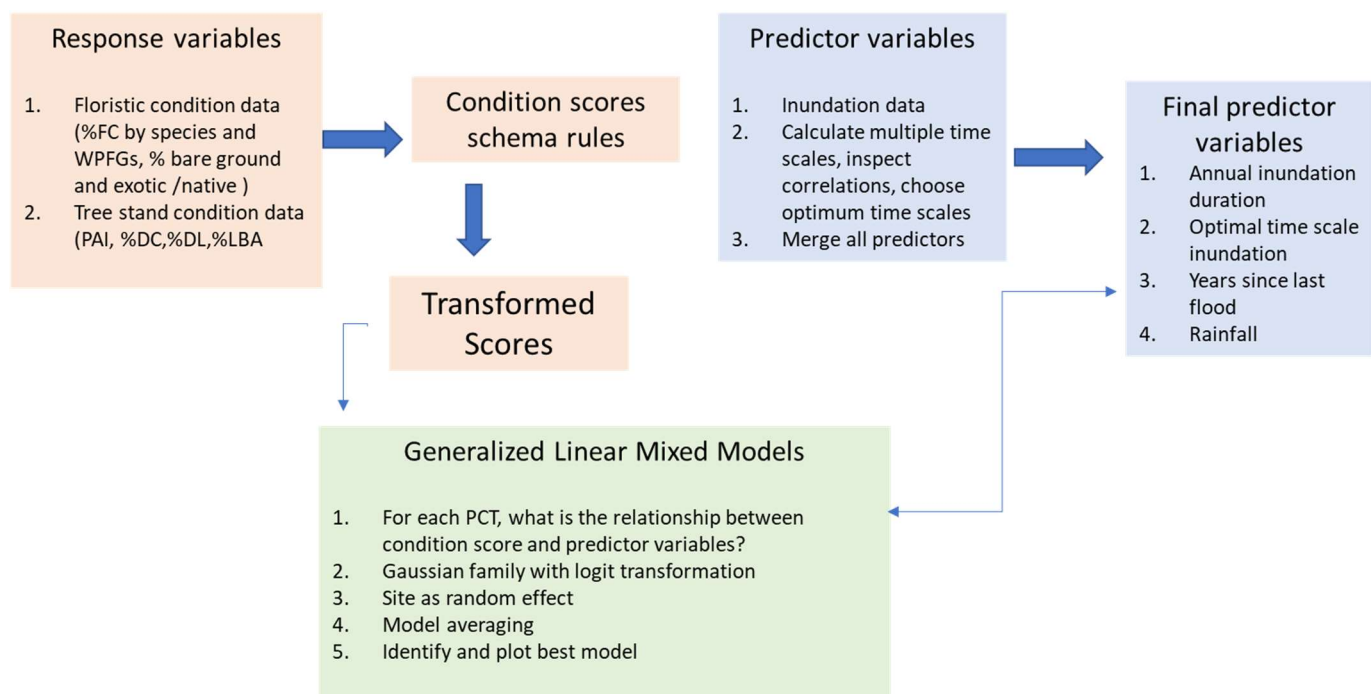 Response variables
1. Floristic condition data
(%FC by species and
WPFGs, % bare ground
and exotic /native )
2. Tree stand condition data
(PAI, %DC,%DL,%LBA
Condition scores
schema rules
Transformed
Scores
Predictor variables
1. Inundation data
2. Calculate multiple time
scales, inspect
correlations, choose
optimum time scales
3. Merge all predictors
Final predictor
variables
1. Annual inundation
duration
2. Optimal time scale
inundation
3. Years since last
flood
4. Rainfall
Generalized Linear Mixed Models
1. For each PCT, what is the relationship between
condition score and predictor variables?
2. Gaussian family with logit transformation
3. Site as random effect
4. Model averaging
5. Identify and plot best model